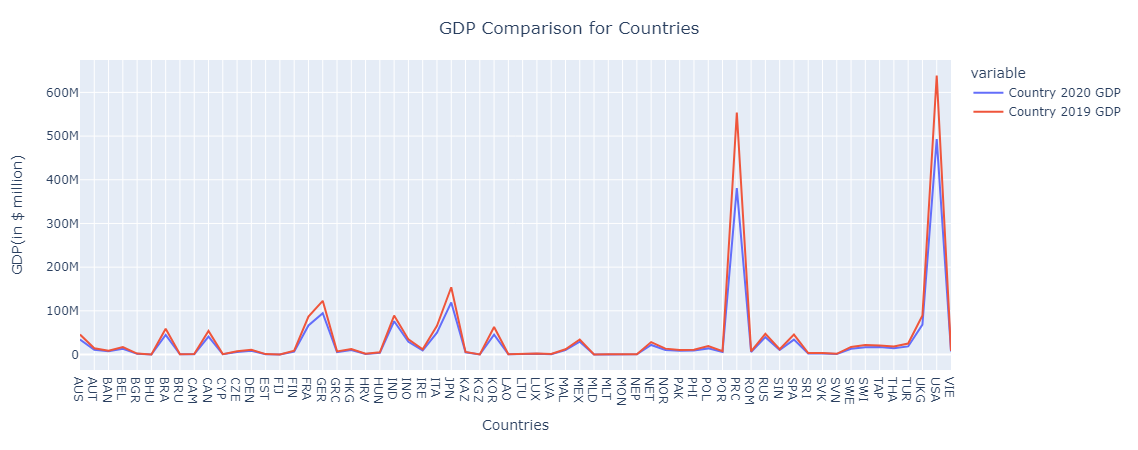 GDP Comparison for Countries
variable
Country 2020 GDP
Country 2019 GDP
GDP(in $ million)
600M
500M
400M
300M
200M
100M
0
AUS AUT BAN BEL BGR BHU BRA BRU CAM CAN CYP CZE DEN EST FIJ FIN FRA GER GRC HKG HRV HUN IND INO IRE ITA JPN KAZ KGZ KOR LAO LTU LUX LVA MAL MEX MLD MLT MON NEP NET NOR PAK PHI POL POR PRC ROM RUS SIN SPA SRI SVK SVN SWE SWI TAP THA TUR UKG USA VIE
Countries